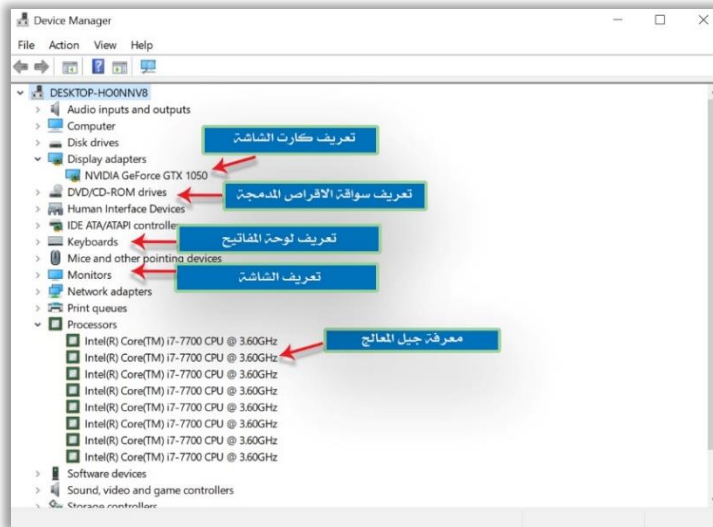 Device Manager
File Action View Help
DESKTOP-HO0NNV8
Audio inputs and outputs
Computer
Disk drives
تعريف كارت الشاشة
Display adapters
NVIDIA GeForce GTX 1050
DVD/CD-ROM drives
تعريف سواقة الاقراص المدمجة
Human Interface Devices
IDE ATA/ATAPI controlle
Keyboards
تعريف لوحة المفاتيح
Mice and other pointing devices
Monitors
تعريف الشاشة
Network adapters
Print queues
Processors
Intel(R) Core(TM) i7-7700 CPU @ 3.60GHz
معرفة جيل المعالج
Intel(R) Core(TM) i7-7700 CPU @ 3.60GHz
Intel(R) Core(TM) i7-7700 CPU @ 3.60GHz
Intel(R) Core(TM) i7-7700 CPU @ 3.60GHz
Intel(R) Core(TM) i7-7700 CPU @ 3.60GHz
Intel(R) Core(TM) i7-7700 CPU @ 3.60GHz
Intel(R) Core(TM) i7-7700 CPU @ 3.60GHz
Intel(R) Core(TM) i7-7700 CPU @ 3.60GHz
Software devices
Sound, video and game controllers
Storage controllers